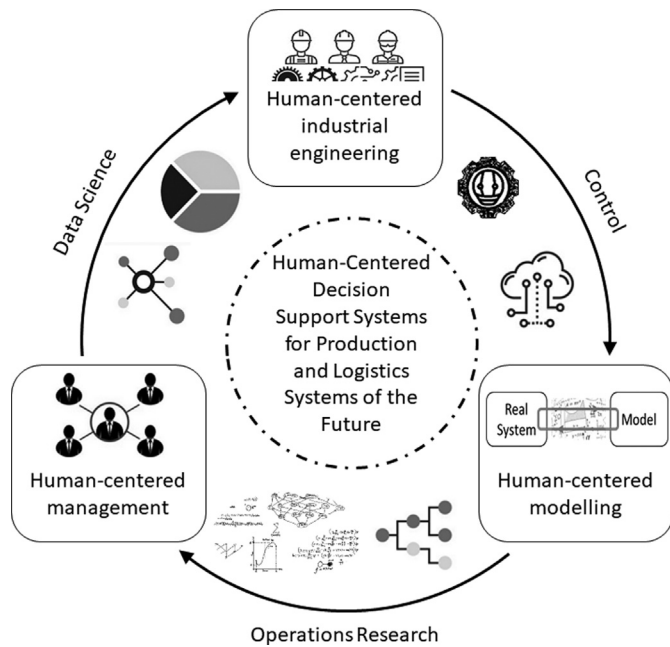 Human-centered
industrial
engineering
Data Science
Control
Human-Centered
Decision
Support Systems
for Production
and Logistics
Systems of the
Future
Human-centered
management
Real
System
Model
Human-centered
modelling
Operations Research